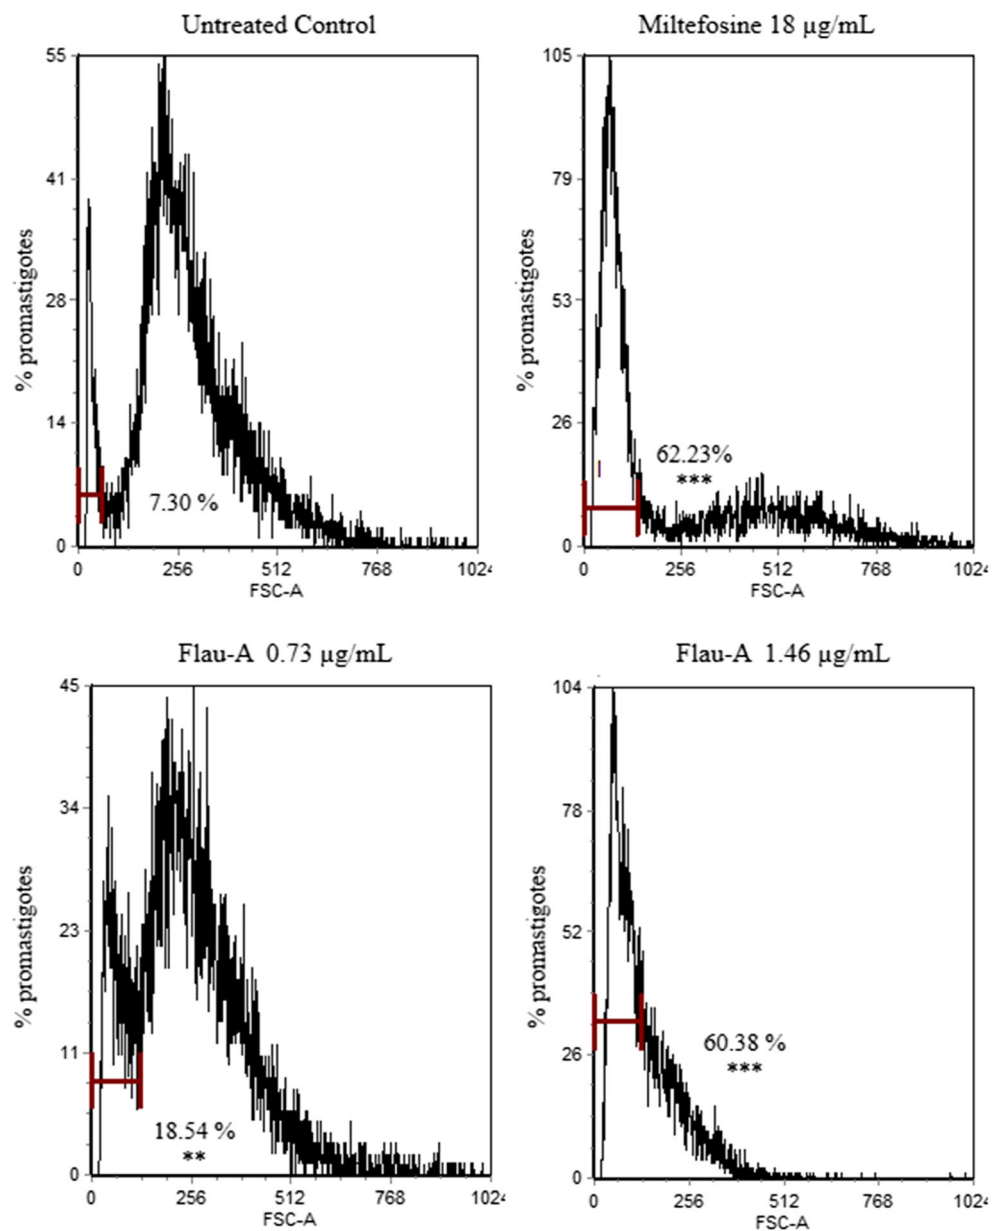 Untreated Control
55
41
28
14
0
% promastigotes
7.30 %
0 256 512 768 1024
FSC-A
Miltefosine 18 µg/mL
105
79
53
26
0
% promastigotes
62.23%
***
0 256 512 768 1024
FSC-A
Flau-A 0.73 µg/mL
45
34
23
11
0
% promastigotes
18.54 %
**
0 256 512 768 1024
FSC-A
Flau-A 1.46 µg/mL
104
78
52
26
0
% promastigotes
60.38 %
***
0 256 512 768 1024
FSC-A